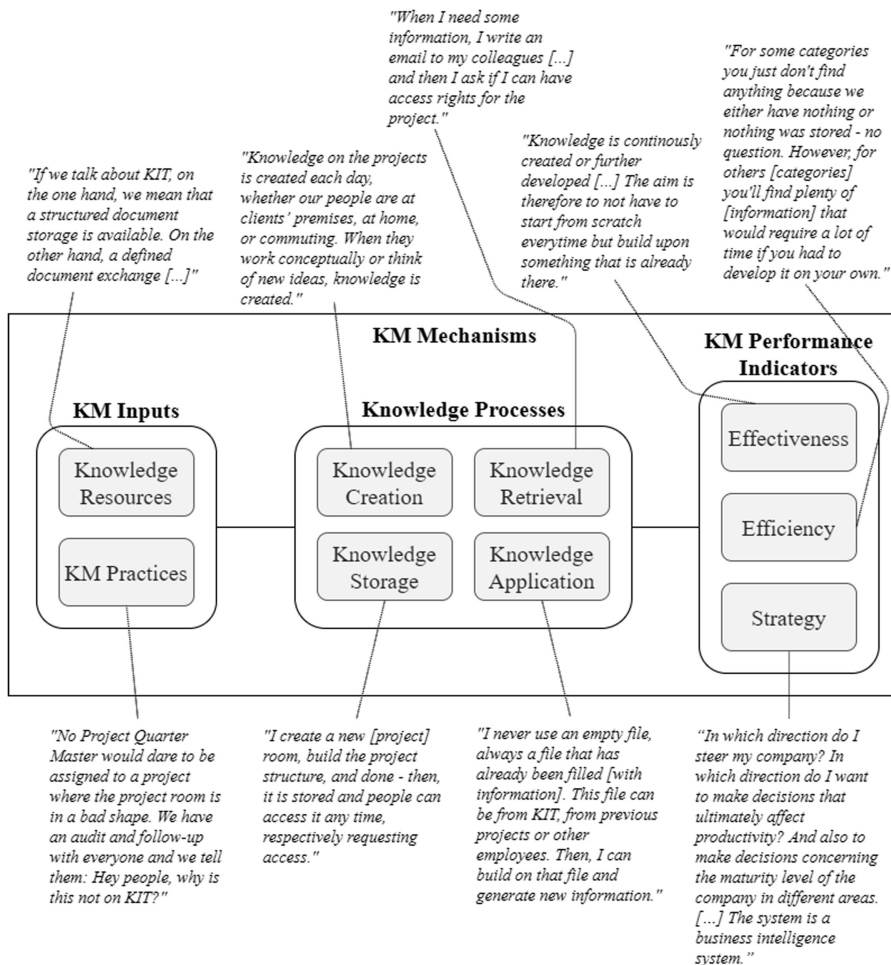 "When I need some
information, I write an
email to my colleagues [...]
and then I ask if I can have
access rights for the
project."
"For some categories
you just don't find
anything because we
either have nothing or
nothing was stored - no
question. However, for
others [categories]
you'll find plenty of
[information] that
would require a lot of
time if you had to
develop it on your own."
"If we talk about KIT, on
the one hand, we mean that
a structured document
storage is available. On the
other hand, a defined
document exchange [...]"
"Knowledge on the projects
is created each day,
whether our people are at
clients' premises, at home,
or commuting. When they
work conceptually or think
of new ideas, knowledge is
created."
"Knowledge is continously
created or further
developed [...] The aim is
therefore to not have to
start from scratch
everytime but build upon
something that is already
there."
KM Mechanisms
KM Inputs
Knowledge
Resources
KM Practices
Knowledge Processes
Knowledge
Creation
Knowledge
Retrieval
Knowledge
Storage
Knowledge
Application
KM Performance
Indicators
Effectiveness
Efficiency
Strategy
"No Project Quarter
Master would dare to be
assigned to a project
where the project room is
in a bad shape. We have
an audit and follow-up
with everyone and we tell
them: Hey people, why is
this not on KIT?"
"I create a new [project]
room, build the project
structure, and done - then,
it is stored and people can
access it any time,
respectively requesting
access."
"I never use an empty file,
always a file that has
already been filled [with
information]. This file can
be from KIT, from previous
projects or other
employees. Then, I can
build on that file and
generate new information."
“In which direction do I
steer my company? In
which direction do I want
to make decisions that
ultimately affect
productivity? And also to
make decisions concerning
the maturity level of the
company in different areas.
[…] The system is a
business intelligence
system.”